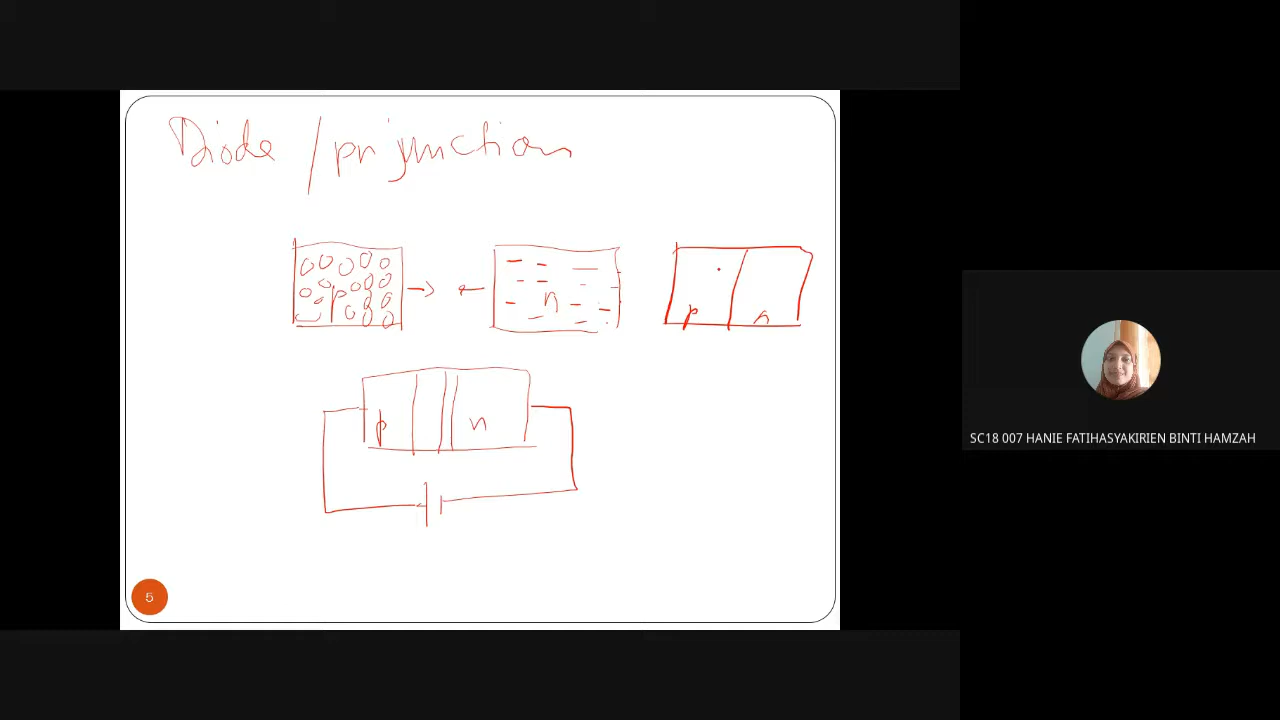 Diode / pn junction
p n p n
p n
5
SC18 007 HANIE FATIHASYAKIRIEN BINTI HAMZAH